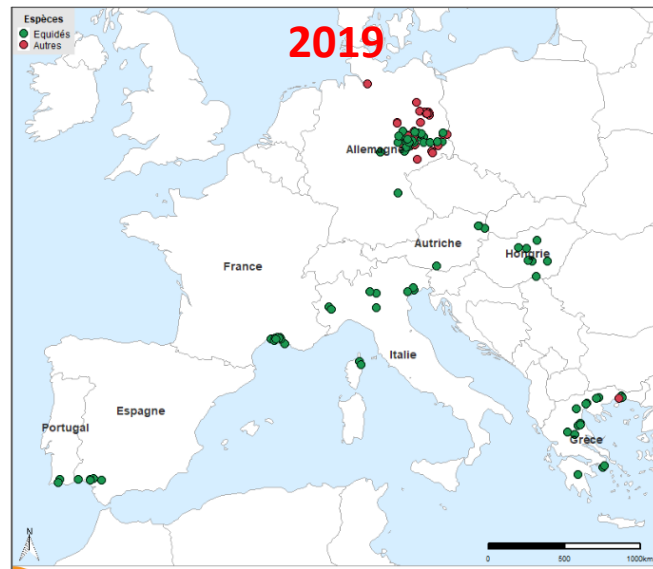 Espèces
Equidés
Autres
2019
Allemagne
Autriche
Hongrie
France
Italie
Portugal
Espagne
Grèce
N
0 500 1000km